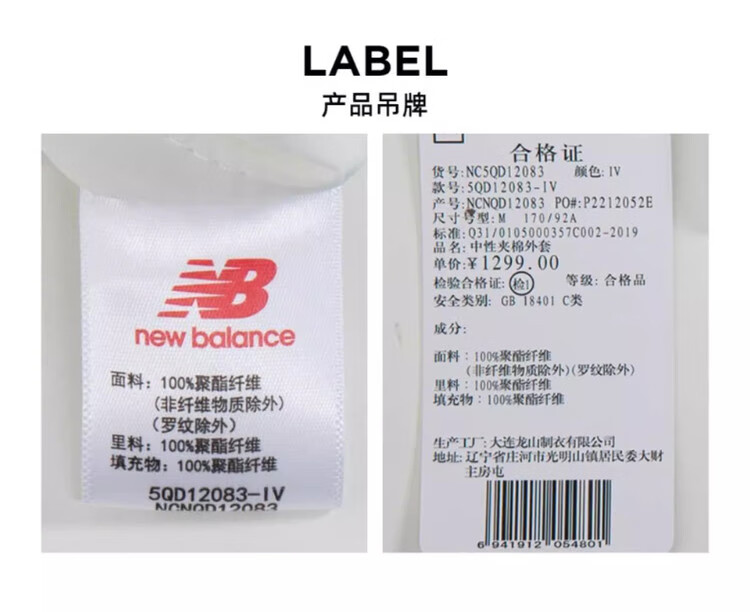 LABEL
产品吊牌
NB
new balance
面料：100%聚酯纤维
(非纤维物质除外)
(罗纹除外)
里料：100%聚酯纤维
填充物：100%聚酯纤维
5QD12083-IV
NCNQD12083
合格证
货号:NC5QD12083 颜色:IV
款号:5QD12083-IV
产号:NCNQD12083 PO#:P2212052E
尺寸号型:M 170/92A
标准:Q31/0105000357C002-2019
品名:中性夹棉外套
单价:¥1299.00
检验合格证:检1 等级:合格品
安全类别: GB 18401 C类
成分:
面料：100%聚酯纤维
(非纤维物质除外)(罗纹除外)
里料：100%聚酯纤维
填充物：100%聚酯纤维
生产工厂:大连龙山制衣有限公司
地址:辽宁省庄河市光明山镇居民委大财
主房屯
6 941912 054801